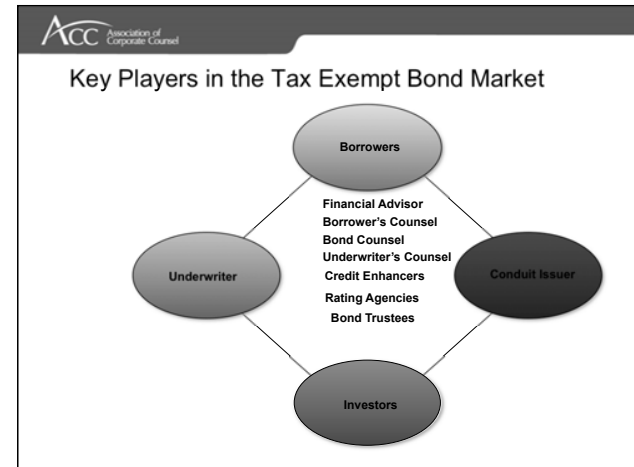 ACC Association of
Corporate Counsel
Key Players in the Tax Exempt Bond Market
Borrowers
Financial Advisor
Borrower's Counsel
Bond Counsel
Underwriter's Counsel
Credit Enhancers
Rating Agencies
Bond Trustees
Underwriter
Conduit Issuer
Investors